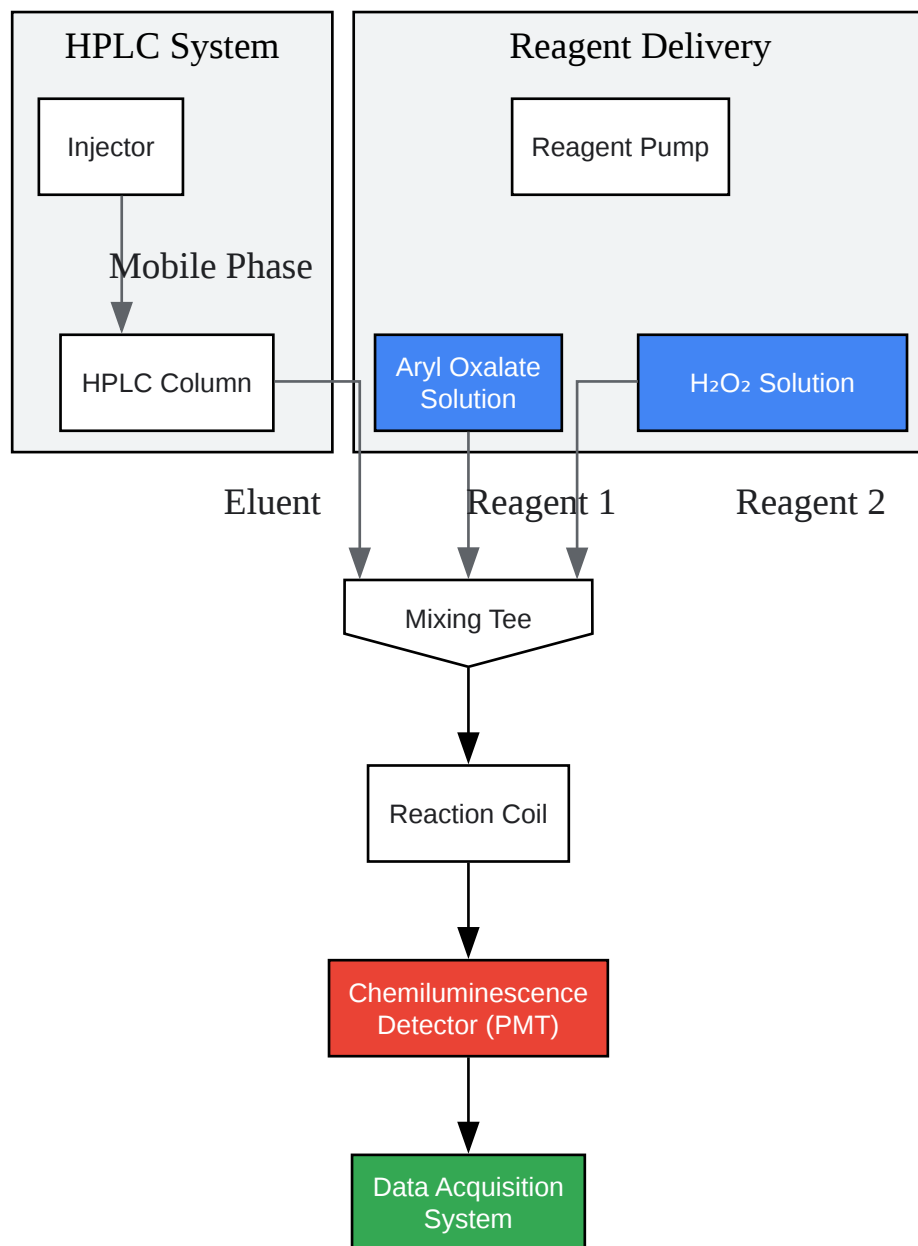 HPLC System
Reagent Delivery
Injector
Reagent Pump
Mobile Phase
HPLC Column
Aryl Oxalate
Solution
H₂O₂ Solution
Eluent
Reagent 1
Reagent 2
Mixing Tee
Reaction Coil
Chemiluminescence
Detector (PMT)
Data Acquisition
System